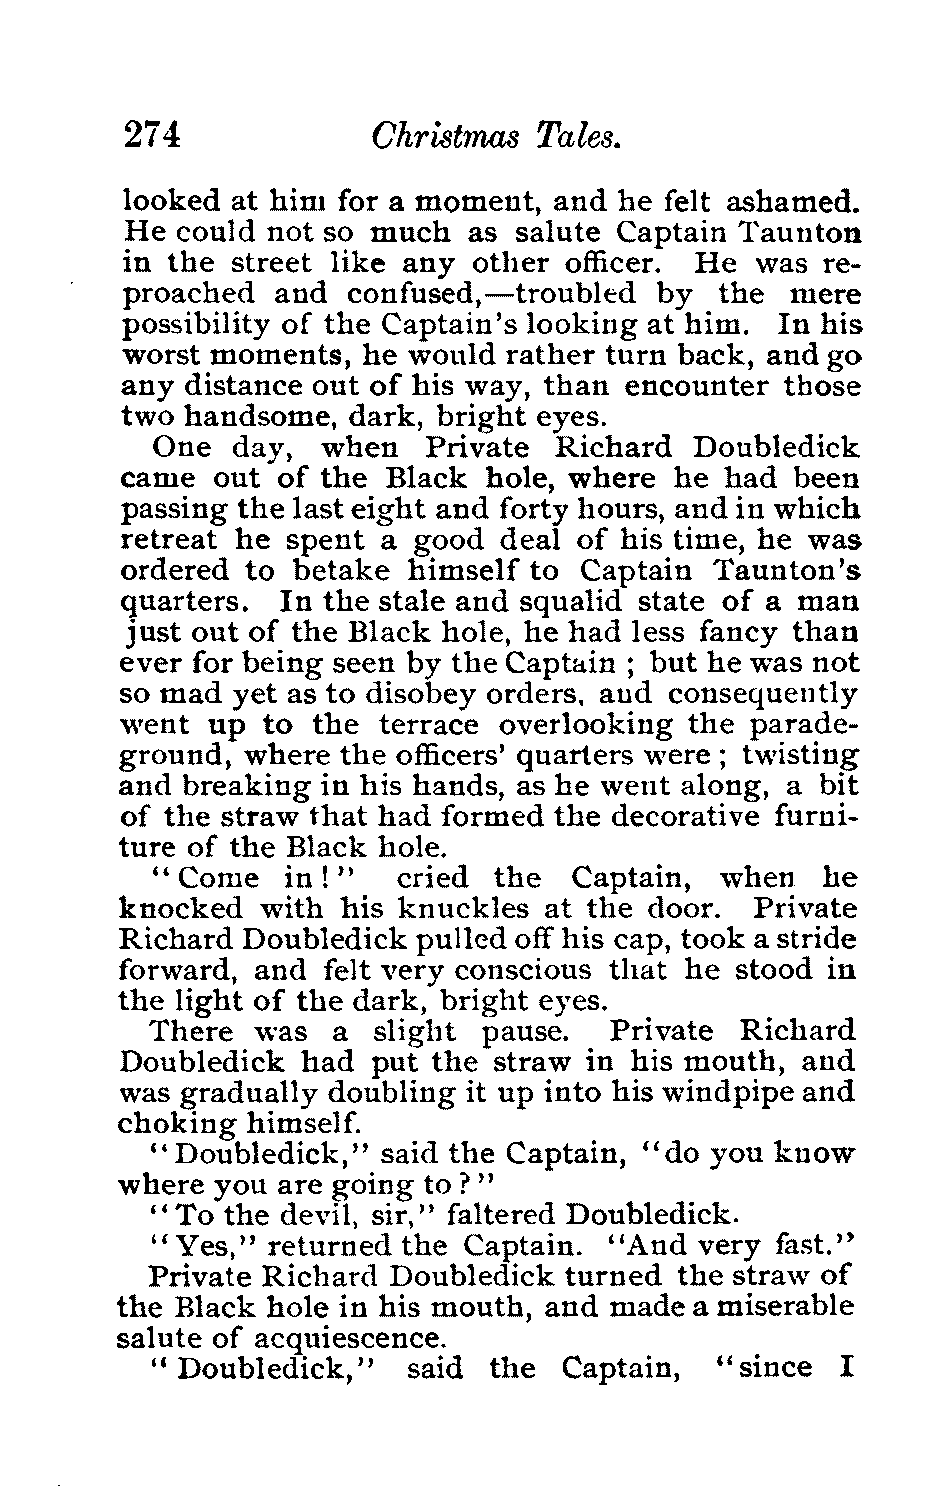 274 Christmas Tales.
looked at him for a moment, and he felt ashamed.
He could not so much as salute Captain Taunton
in the street like any other officer. He was re-
proached and confused,—troubled by the mere
possibility of the Captain's looking at him. In his
worst moments, he would rather turn back, and go
any distance out of his way, than encounter those
two handsome, dark, bright eyes.
One day, when Private Richard Doubledick
came out of the Black hole, where he had been
passing the last eight and forty hours, and in which
retreat he spent a good deal of his time, he was
ordered to betake himself to Captain Taunton's
quarters. In the stale and squalid state of a man
just out of the Black hole, he had less fancy than
ever for being seen by the Captain ; but he was not
so mad yet as to disobey orders, and consequently
went up to the terrace overlooking the parade-
ground, where the officers' quarters were ; twisting
and breaking in his hands, as he went along, a bit
of the straw that had formed the decorative furni-
ture of the Black hole.
"Come in!" cried the Captain, when he
knocked with his knuckles at the door. Private
Richard Doubledick pulled off his cap, took a stride
forward, and felt very conscious that he stood in
the light of the dark, bright eyes.
There was a slight pause. Private Richard
Doubledick had put the straw in his mouth, and
was gradually doubling it up into his windpipe and
choking himself.
"Doubledick," said the Captain, "do you know
where you are going to?"
"To the devil, sir," faltered Doubledick.
"Yes," returned the Captain. "And very fast."
Private Richard Doubledick turned the straw of
the Black hole in his mouth, and made a miserable
salute of acquiescence.
"Doubledick," said the Captain, "since I